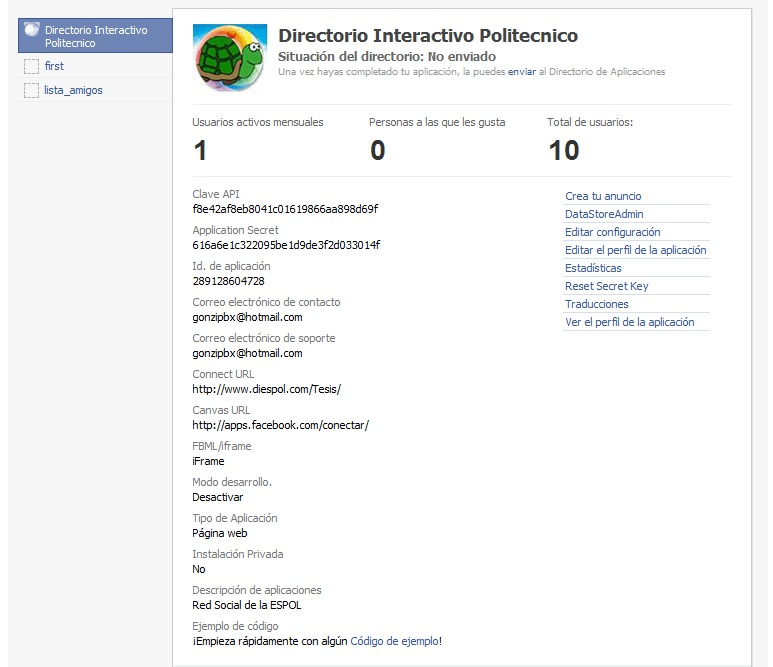 Directorio Interactivo
Politecnico
first
lista_amigos
Directorio Interactivo Politecnico
Situación del directorio: No enviado
Una vez hayas completado tu aplicación, la puedes enviar al Directorio de Aplicaciones
Usuarios activos mensuales
1
Personas a las que les gusta
0
Total de usuarios:
10
Clave API
f8e42af8eb8041c01619866aa898d69f
Application Secret
616a6e1c322095be1d9de3f2d033014f
Id. de aplicación
289128604728
Correo electrónico de contacto
gonzipbx@hotmail.com
Correo electrónico de soporte
gonzipbx@hotmail.com
Connect URL
http://www.diespol.com/Tesis/
Canvas URL
http://apps.facebook.com/conectar/
FBML/iframe
iFrame
Modo desarrollo.
Desactivar
Tipo de Aplicación
Página web
Instalación Privada
No
Descripción de aplicaciones
Red Social de la ESPOL
Ejemplo de código
¡Empieza rápidamente con algún Código de ejemplo!
Crea tu anuncio
DataStoreAdmin
Editar configuración
Editar el perfil de la aplicación
Estadísticas
Reset Secret Key
Traducciones
Ver el perfil de la aplicación